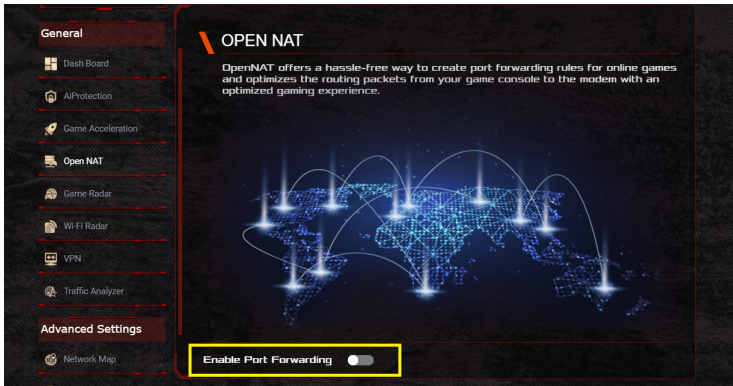 General
Dash Board
AiProtection
Game Acceleration
Open NAT
Game Radar
Wi-Fi Radar
VPN
Traffic Analyzer
Advanced Settings
Network Map
OPEN NAT
OpenNAT offers a hassle-free way to create port forwarding rules for online games
and optimizes the routing packets from your game console to the modem with an
optimized gaming experience.
Enable Port Forwarding